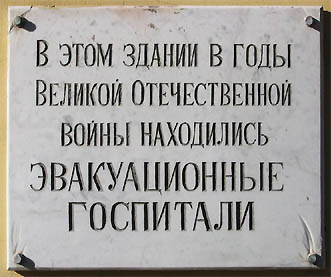 В этом здании в годы
Великой Отечественной
войны находились
ЭВАКУАЦИОННЫЕ
ГОСПИТАЛИ